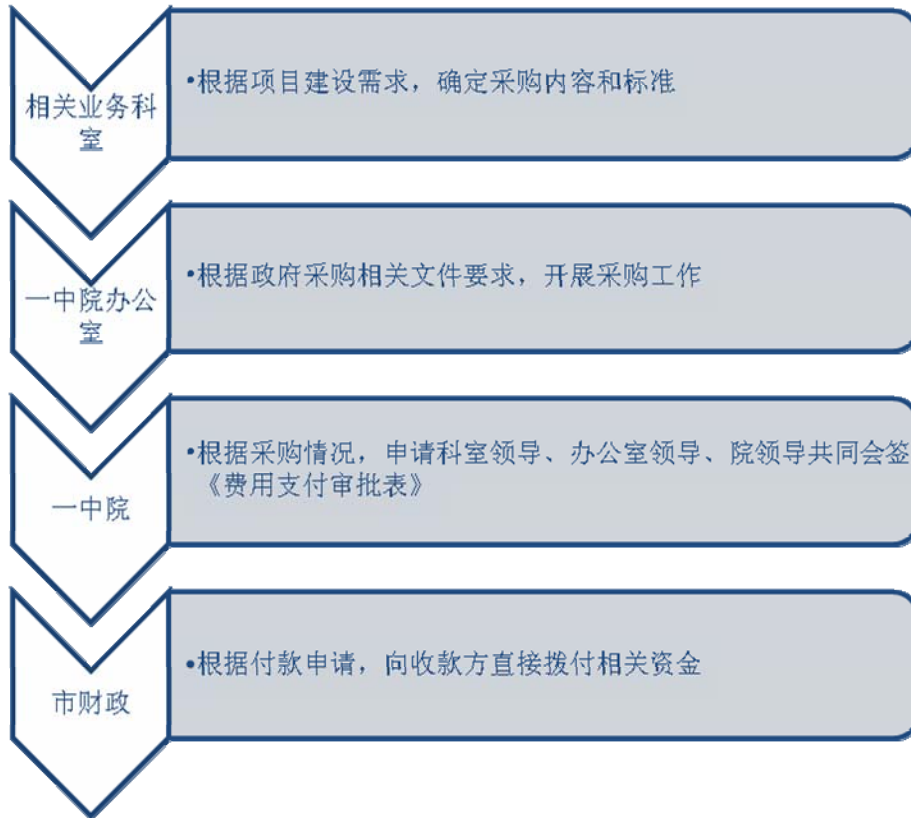 相关业务科
室
•根据项目建设需求，确定采购内容和标准
一中院办公
室
•根据政府采购相关文件要求，开展采购工作
一中院
•根据采购情况，申请科室领导、办公室领导、院领导共同会签
《费用支付审批表》
市财政
•根据付款申请，向收款方直接拨付相关资金